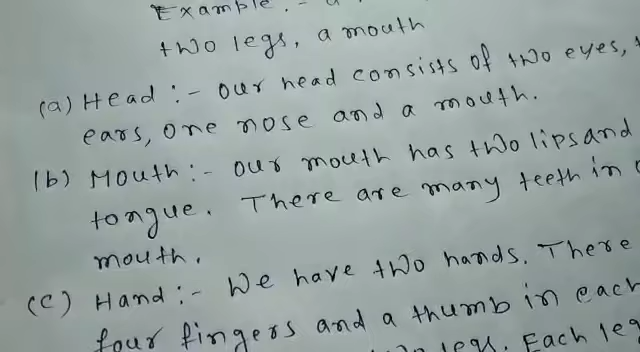 Example. -
two legs, a mouth
(a) Head :- our head consists of two eyes,
ears, one nose and a mouth.
(b) Mouth :- our mouth has two lips and
tongue. There are many teeth in
mouth.
(c) Hand :- We have two hands. There
four fingers and a thumb in each
legs. Each leg